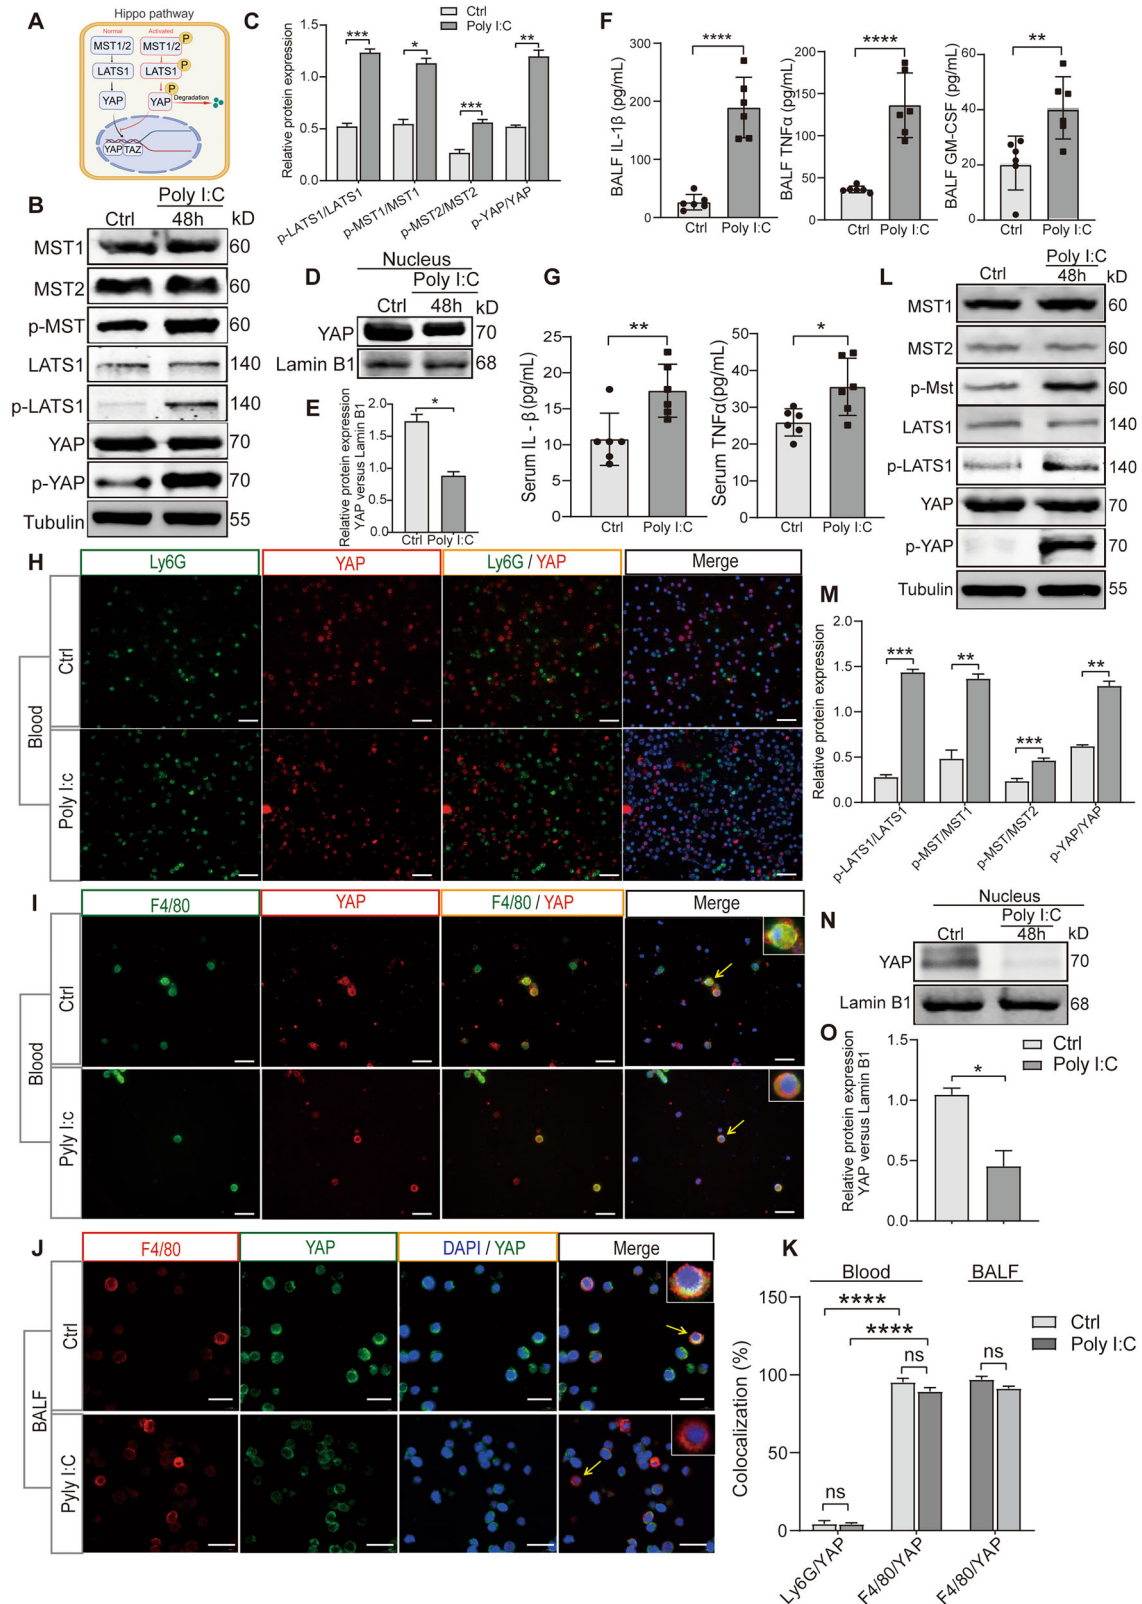 A
Hippo pathway
Normal
Activated
MST1/2
MST1/2
P
LATS1
LATS1
P
P
YAP
YAP
Degradation
YAP
TAZ
B
Poly I:C
Ctrl
48h
kD
MST1
60
MST2
60
p-MST
60
LATS1
140
p-LATS1
140
YAP
70
p-YAP
70
Tubulin
55
C
Ctrl
Poly I:C
Relative protein expression
1.5
1.0
0.5
0.0
***
*
***
**
p-LATS1/LATS1
p-MST1/MST1
p-MST2/MST2
p-YAP/YAP
D
Nucleus
Poly I:C
Ctrl
48h
kD
YAP
70
Lamin B1
68
E
Relative protein expression
YAP versus Lamin B1
2.0
1.5
1.0
0.5
0.0
*
Ctrl
Poly I:C
F
BALF IL-1β (pg/mL)
300
200
100
0
****
Ctrl
Poly I:C
BALF TNFα (pg/mL)
200
150
100
50
0
****
Ctrl
Poly I:C
BALF GM-CSF (pg/mL)
60
40
20
0
**
Ctrl
Poly I:C
G
Serum IL - β (pg/mL)
25
20
15
10
5
0
**
Ctrl
Poly I:C
Serum TNFα(pg/mL)
50
40
30
20
10
0
*
Ctrl
Poly I:C
H
Ly6G
YAP
Ly6G / YAP
Merge
Blood
Ctrl
Poly I:c
I
F4/80
YAP
F4/80 / YAP
Merge
Blood
Ctrl
Pyly I:c
J
F4/80
YAP
DAPI / YAP
Merge
BALF
Ctrl
Pyly I:C
K
Blood
BALF
Colocalization (%)
150
100
50
0
****
****
ns
ns
ns
Ctrl
Poly I:C
Ly6G/YAP
F4/80/YAP
F4/80/YAP
L
Poly I:C
Ctrl
48h
kD
MST1
60
MST2
60
p-Mst
60
LATS1
140
p-LATS1
140
YAP
70
p-YAP
70
Tubulin
55
M
Relative protein expression
2.0
1.5
1.0
0.5
0.0
***
**
***
**
p-LATS1/LATS1
p-MST/MST1
p-MST/MST2
p-YAP/YAP
N
Nucleus
Poly I:C
Ctrl
48h
kD
YAP
70
Lamin B1
68
O
Relative protein expression
YAP versus Lamin B1
1.5
1.0
0.5
0.0
*
Ctrl
Poly I:C